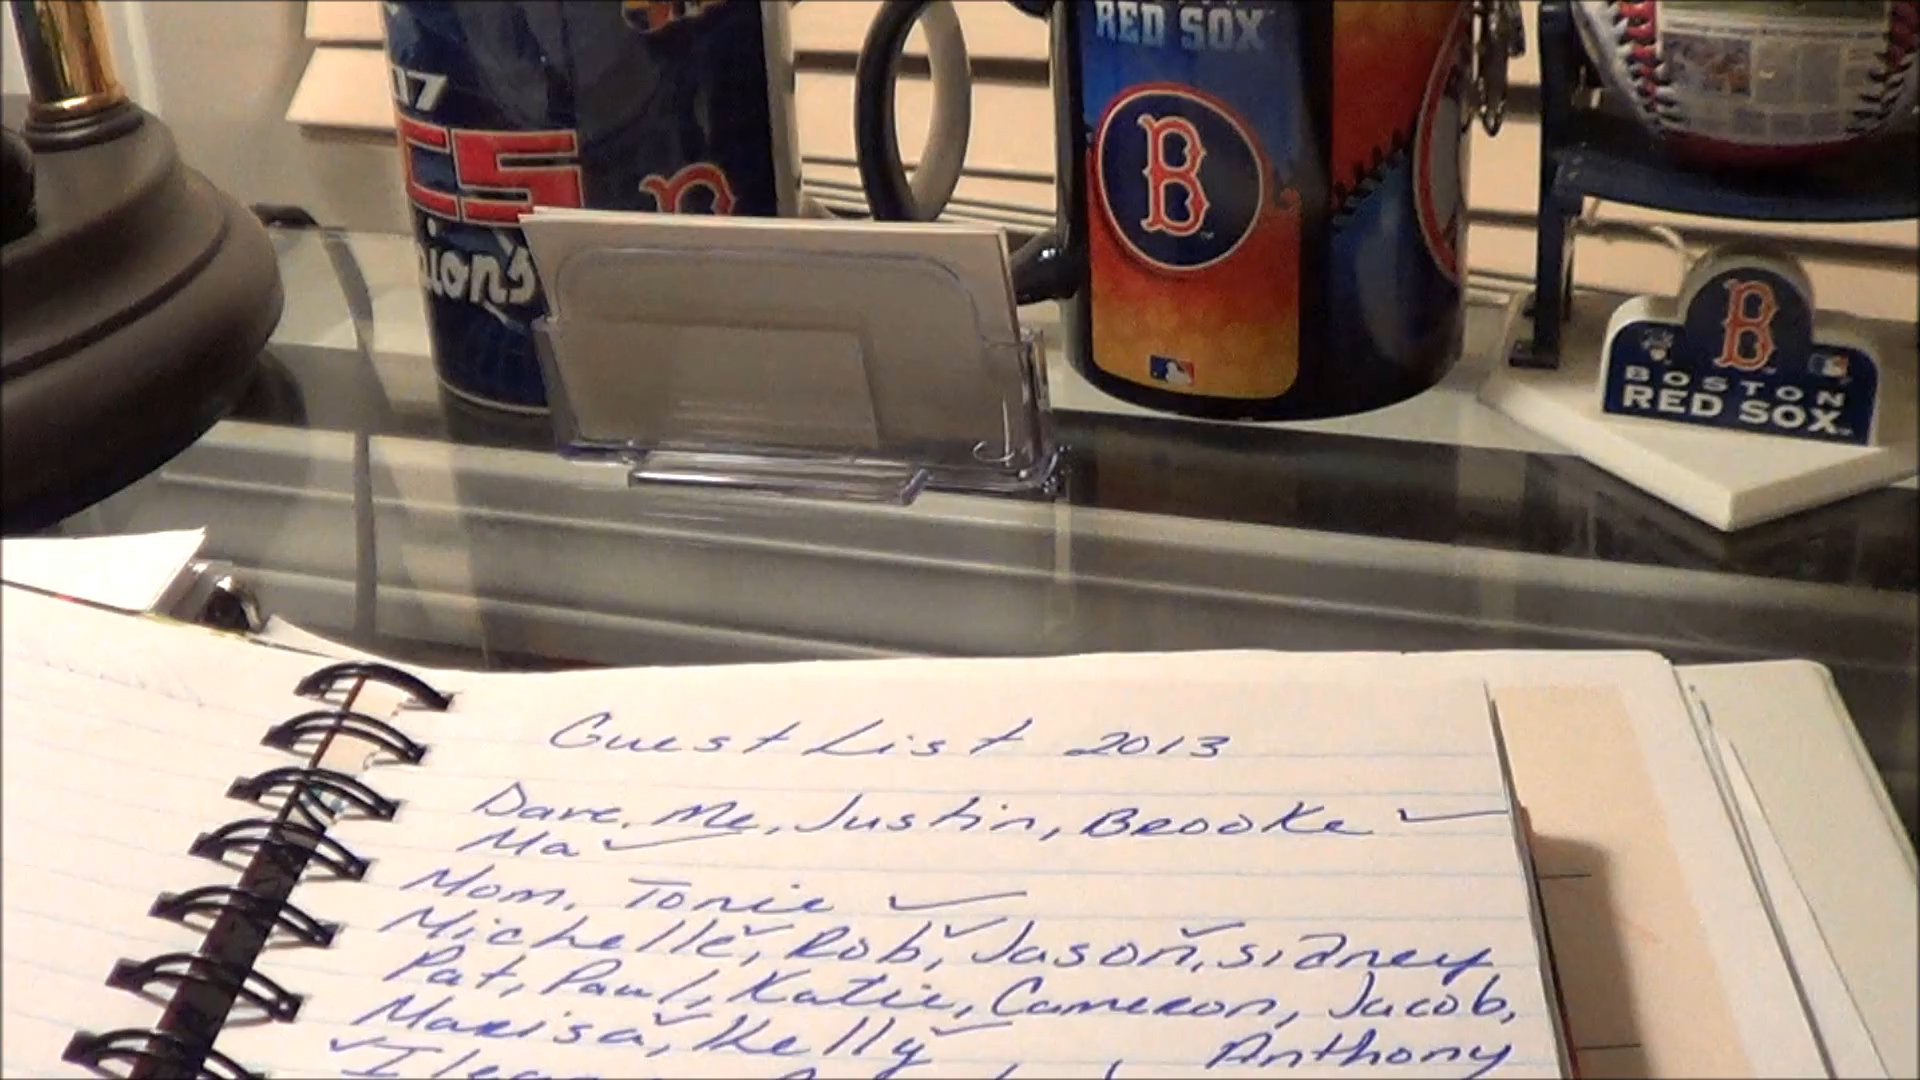 RED SOX
17
CS
B
ions
B
B
BOSTON
RED SOX
Guest List 2013
Dave, Me, Justin, Brooke
Ma
Mom, Tonie
Michelle, Rob, Jason, Sidney
Pat, Paul, Katie, Cameron, Jacob,
Marisa, Kelly Anthony